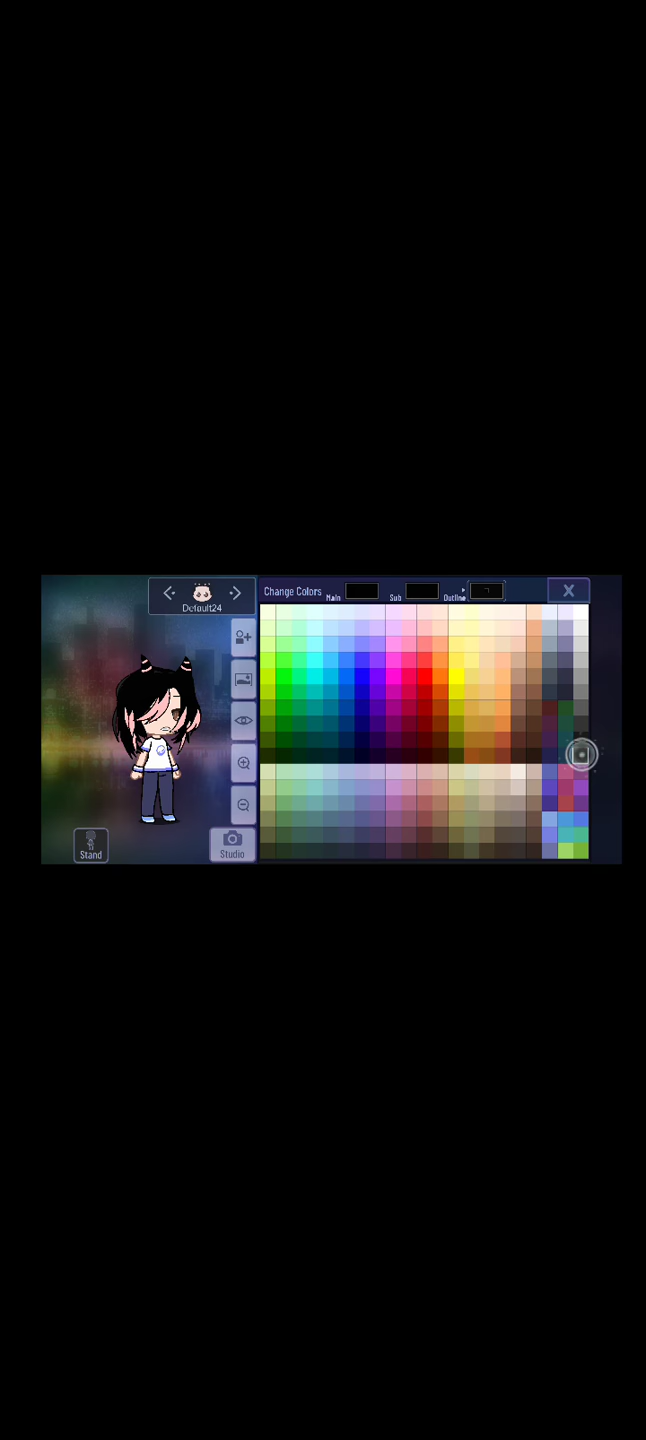 Default24
Change Colors
Main
Sub
Outline
X
Stand
Studio